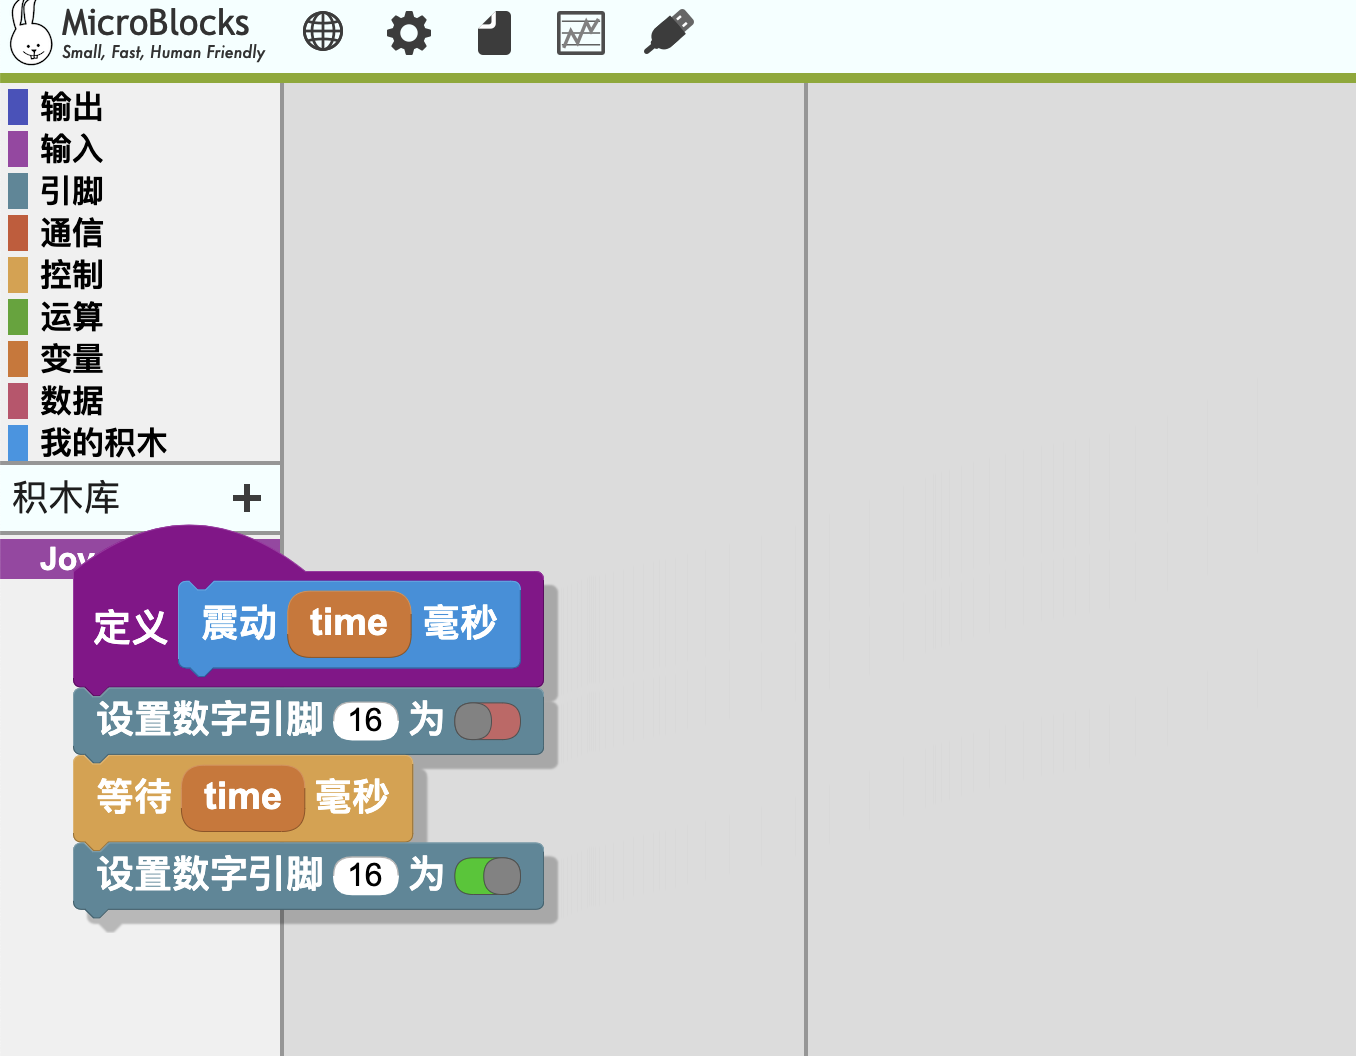 MicroBlocks
Small, Fast, Human Friendly
输出
输入
引脚
通信
控制
运算
变量
数据
我的积木
积木库
Joy
定义 震动 time 毫秒
设置数字引脚 16 为
等待 time 毫秒
设置数字引脚 16 为